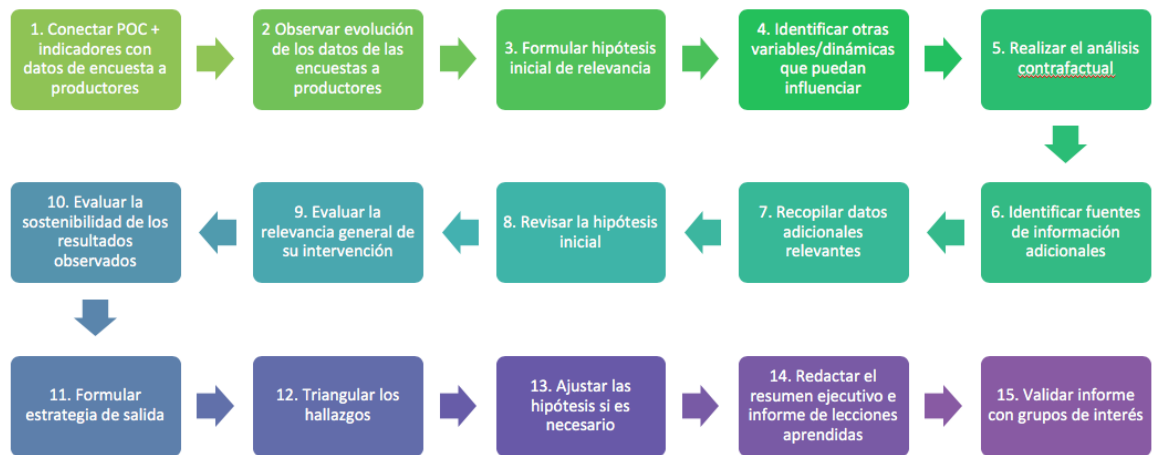 1. Conectar POC +
indicadores con
datos de encuesta a
productores
2 Observar evolución
de los datos de las
encuestas a
productores
3. Formular hipótesis
inicial de relevancia
4. Identificar otras
variables/dinámicas
que puedan
influenciar
5. Realizar el análisis
contrafactual
6. Identificar fuentes
de información
adicionales
7. Recopilar datos
adicionales
relevantes
8. Revisar la hipótesis
inicial
9. Evaluar la
relevancia general de
su intervención
10. Evaluar la
sostenibilidad de los
resultados
observados
11. Formular
estrategia de salida
12. Triangular los
hallazgos
13. Ajustar las
hipótesis si es
necesario
14. Redactar el
resumen ejecutivo e
informe de lecciones
aprendidas
15. Validar informe
con grupos de interés